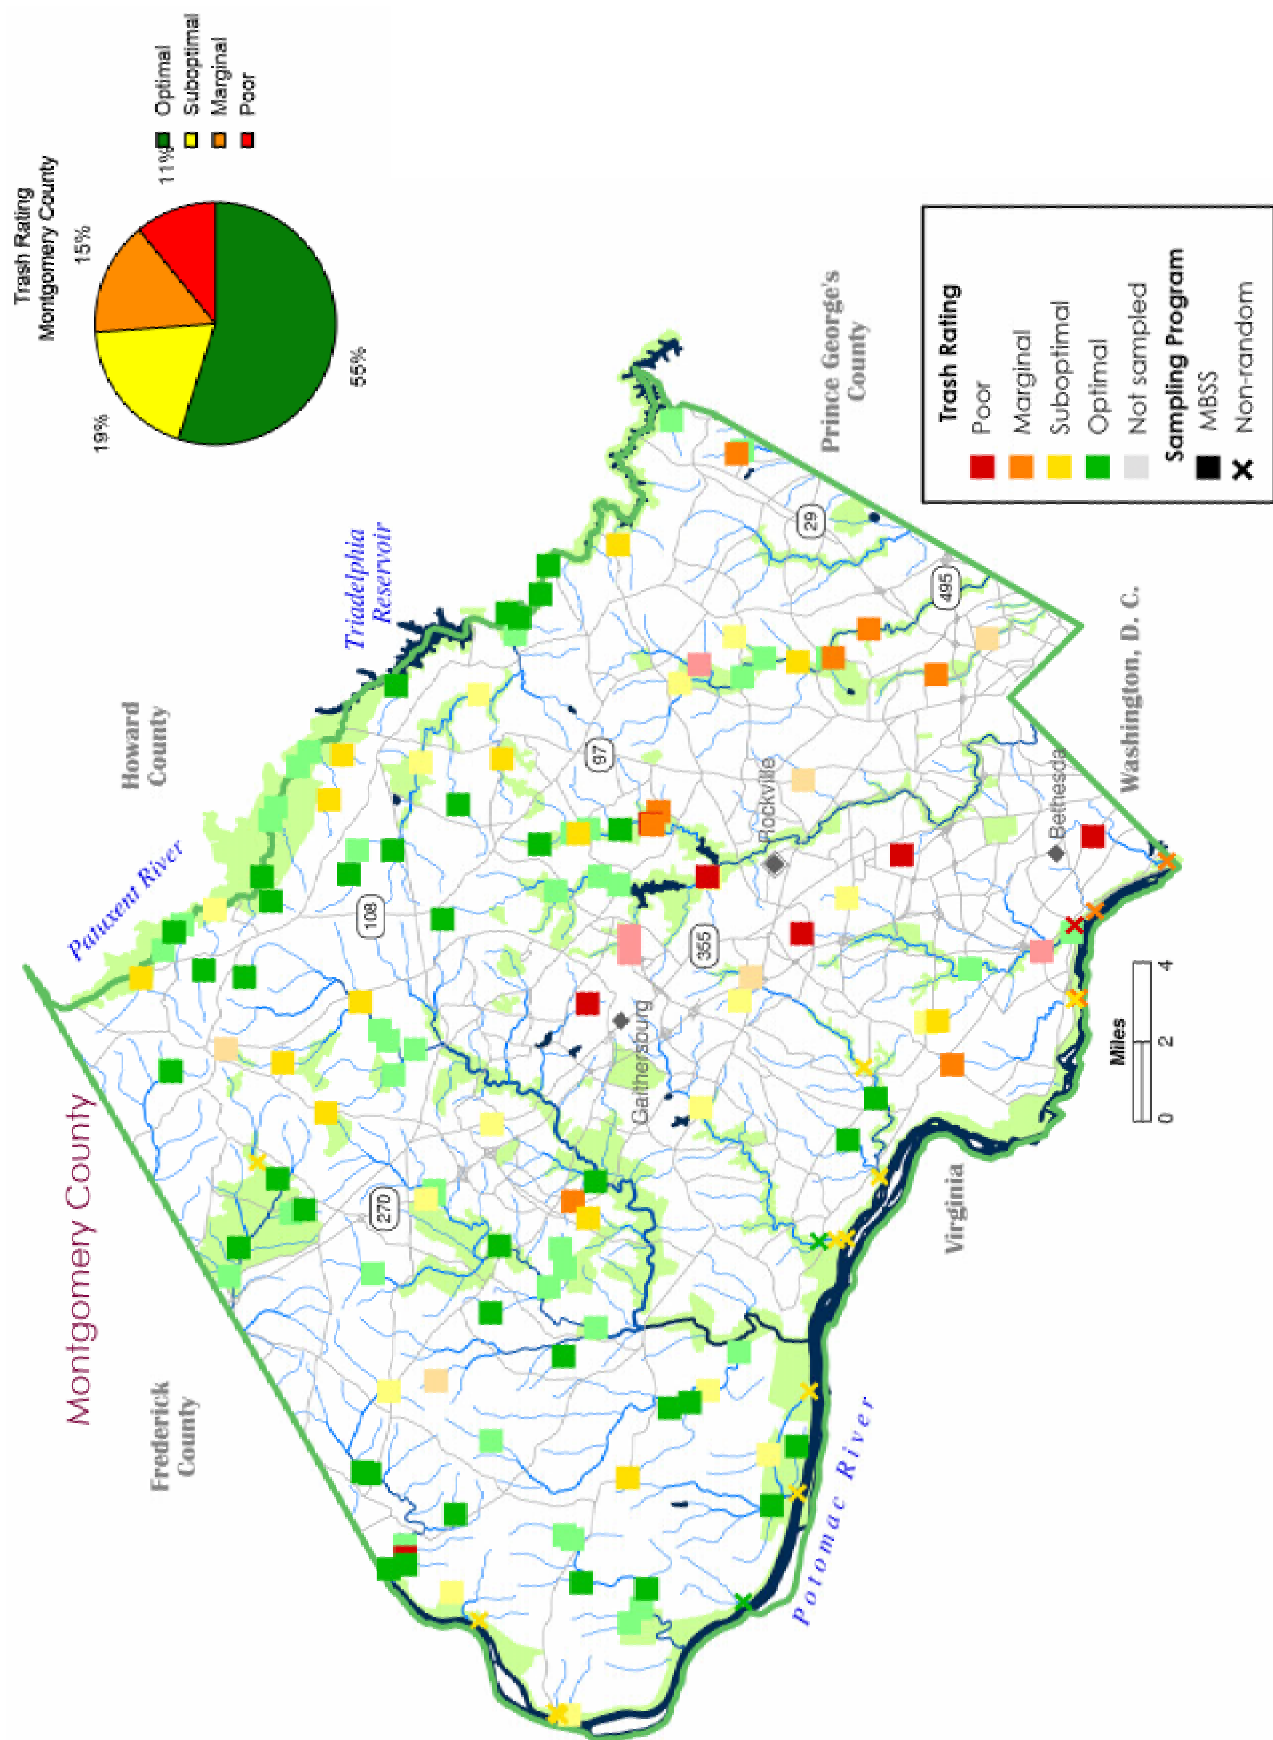 Montgomery County
Trash Rating
Montgomery County
11%
15%
19%
55%
Optimal
Suboptimal
Marginal
Poor
Frederick
County
Howard
County
Prince George's
County
Washington, D. C.
Virginia
Patuxent River
Triadelphia
Reservoir
Potomac River
108
270
97
355
29
495
Gaithersburg
Rockville
Bethesda
Miles
0 2 4
Trash Rating
Poor
Marginal
Suboptimal
Optimal
Not sampled
Sampling Program
MBSS
Non-random